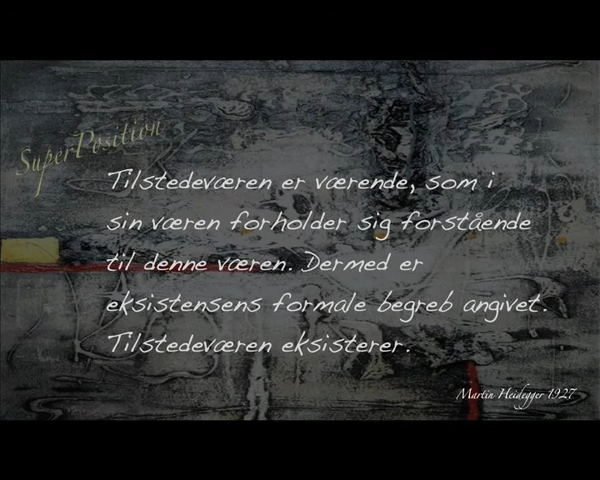 SuperPosition
Tilstedeværen er værende, som i
sin væren forholder sig forstående
til denne væren. Dermed er
eksistensens formale begreb angivet.
Tilstedeværen eksisterer.
Martin Heidegger 1927